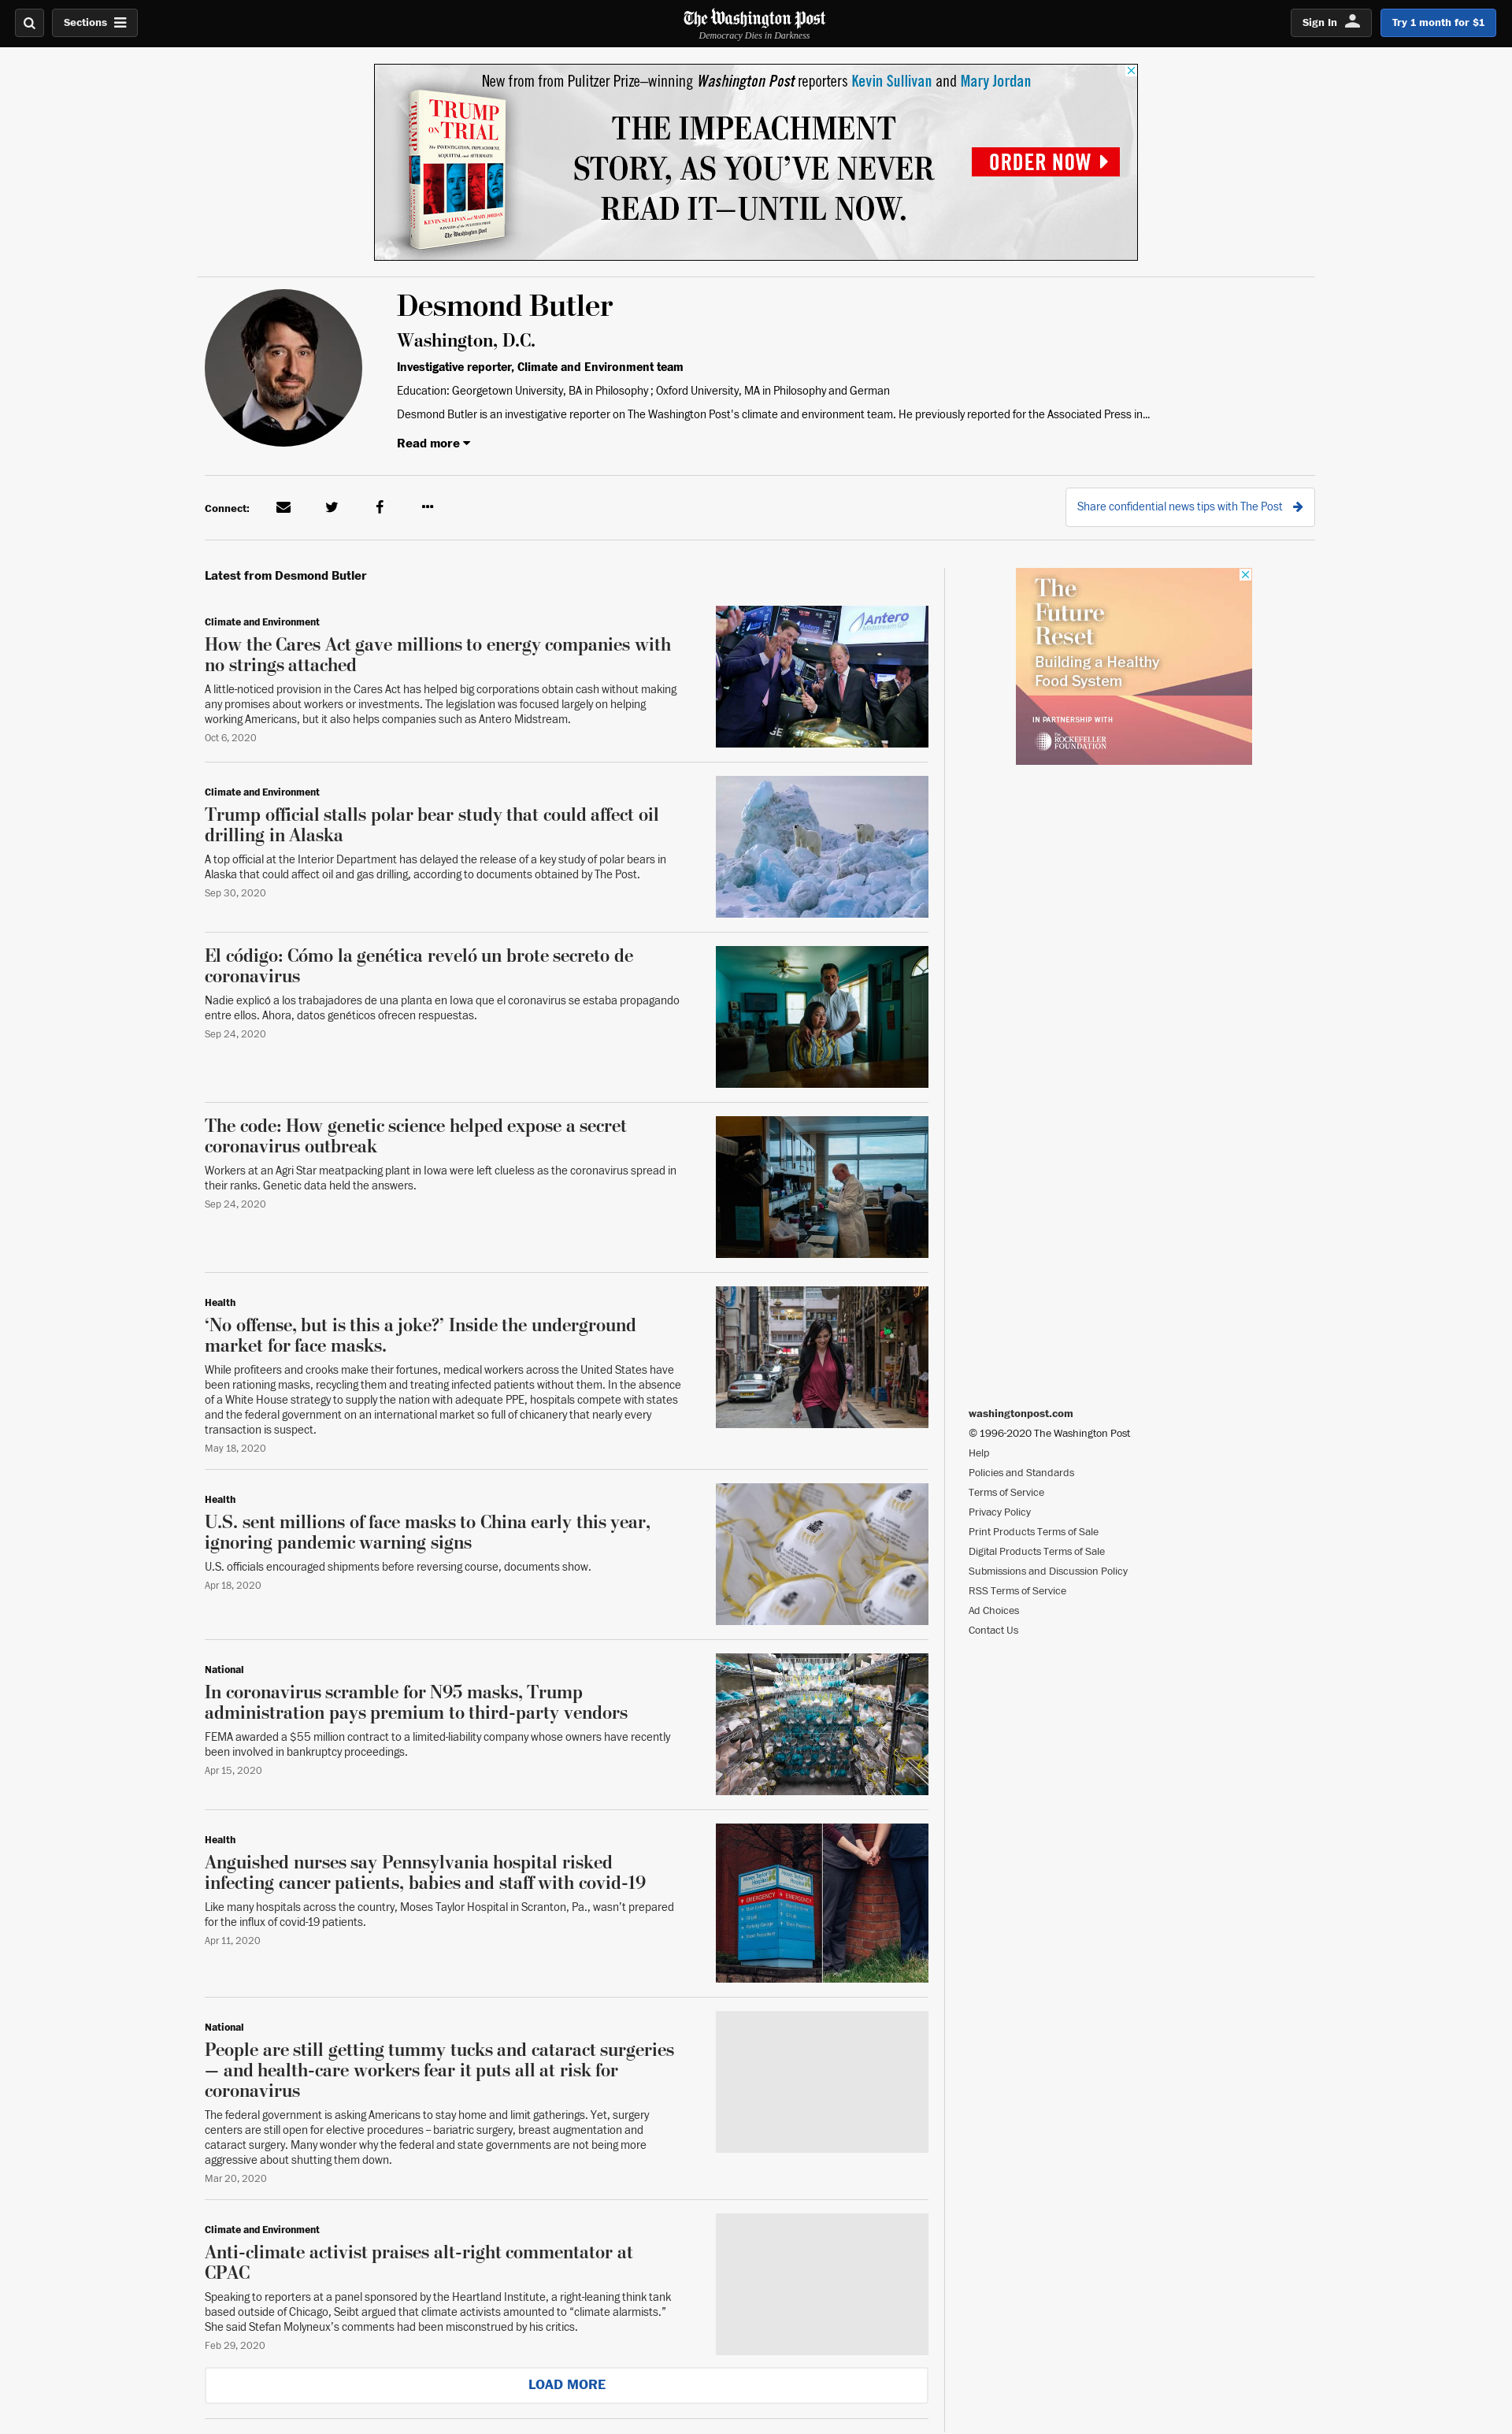 Sections
The Washington Post
Democracy Dies in Darkness
Sign In
Try 1 month for $1
New from from Pulitzer Prize–winning Washington Post reporters Kevin Sullivan and Mary Jordan
TRUMP
ON
TRIAL
KEVIN SULLIVAN AND MARY JORDAN
The Washington Post
THE IMPEACHMENT
STORY, AS YOU’VE NEVER
READ IT—UNTIL NOW.
ORDER NOW
Desmond Butler
Washington, D.C.
Investigative reporter, Climate and Environment team
Education: Georgetown University, BA in Philosophy ; Oxford University, MA in Philosophy and German
Desmond Butler is an investigative reporter on The Washington Post's climate and environment team. He previously reported for the Associated Press in...
Read more
Connect:
Share confidential news tips with The Post
Latest from Desmond Butler
Climate and Environment
How the Cares Act gave millions to energy companies with
no strings attached
A little-noticed provision in the Cares Act has helped big corporations obtain cash without making
any promises about workers or investments. The legislation was focused largely on helping
working Americans, but it also helps companies such as Antero Midstream.
Oct 6, 2020
Antero
Climate and Environment
Trump official stalls polar bear study that could affect oil
drilling in Alaska
A top official at the Interior Department has delayed the release of a key study of polar bears in
Alaska that could affect oil and gas drilling, according to documents obtained by The Post.
Sep 30, 2020
El código: Cómo la genética reveló un brote secreto de
coronavirus
Nadie explicó a los trabajadores de una planta en Iowa que el coronavirus se estaba propagando
entre ellos. Ahora, datos genéticos ofrecen respuestas.
Sep 24, 2020
The code: How genetic science helped expose a secret
coronavirus outbreak
Workers at an Agri Star meatpacking plant in Iowa were left clueless as the coronavirus spread in
their ranks. Genetic data held the answers.
Sep 24, 2020
Health
‘No offense, but is this a joke?’ Inside the underground
market for face masks.
While profiteers and crooks make their fortunes, medical workers across the United States have
been rationing masks, recycling them and treating infected patients without them. In the absence
of a White House strategy to supply the nation with adequate PPE, hospitals compete with states
and the federal government on an international market so full of chicanery that nearly every
transaction is suspect.
May 18, 2020
Health
U.S. sent millions of face masks to China early this year,
ignoring pandemic warning signs
U.S. officials encouraged shipments before reversing course, documents show.
Apr 18, 2020
National
In coronavirus scramble for N95 masks, Trump
administration pays premium to third-party vendors
FEMA awarded a $55 million contract to a limited-liability company whose owners have recently
been involved in bankruptcy proceedings.
Apr 15, 2020
Health
Anguished nurses say Pennsylvania hospital risked
infecting cancer patients, babies and staff with covid-19
Like many hospitals across the country, Moses Taylor Hospital in Scranton, Pa., wasn’t prepared
for the influx of covid-19 patients.
Apr 11, 2020
EMERGENCY
EMERGENCY
National
People are still getting tummy tucks and cataract surgeries
— and health-care workers fear it puts all at risk for
coronavirus
The federal government is asking Americans to stay home and limit gatherings. Yet, surgery
centers are still open for elective procedures – bariatric surgery, breast augmentation and
cataract surgery. Many wonder why the federal and state governments are not being more
aggressive about shutting them down.
Mar 20, 2020
Climate and Environment
Anti-climate activist praises alt-right commentator at
CPAC
Speaking to reporters at a panel sponsored by the Heartland Institute, a right-leaning think tank
based outside of Chicago, Seibt argued that climate activists amounted to “climate alarmists.”
She said Stefan Molyneux’s comments had been misconstrued by his critics.
Feb 29, 2020
LOAD MORE
The
Future
Reset
Building a Healthy
Food System
IN PARTNERSHIP WITH
The
ROCKEFELLER
FOUNDATION
washingtonpost.com
© 1996-2020 The Washington Post
Help
Policies and Standards
Terms of Service
Privacy Policy
Print Products Terms of Sale
Digital Products Terms of Sale
Submissions and Discussion Policy
RSS Terms of Service
Ad Choices
Contact Us